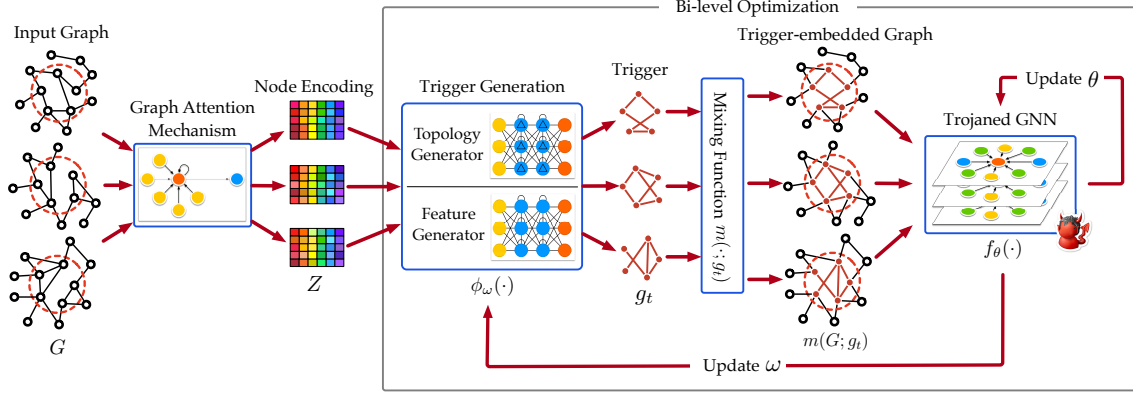 Bi-level Optimization
Input Graph
Graph Attention
Mechanism
Node Encoding
Trigger Generation
Topology
Generator
Feature
Generator
Trigger
Mixing Function m(·; g_t)
Trigger-embedded Graph
Update θ
Trojaned GNN
G
Z
ϕ_ω(·)
g_t
m(G; g_t)
f_θ(·)
Update ω